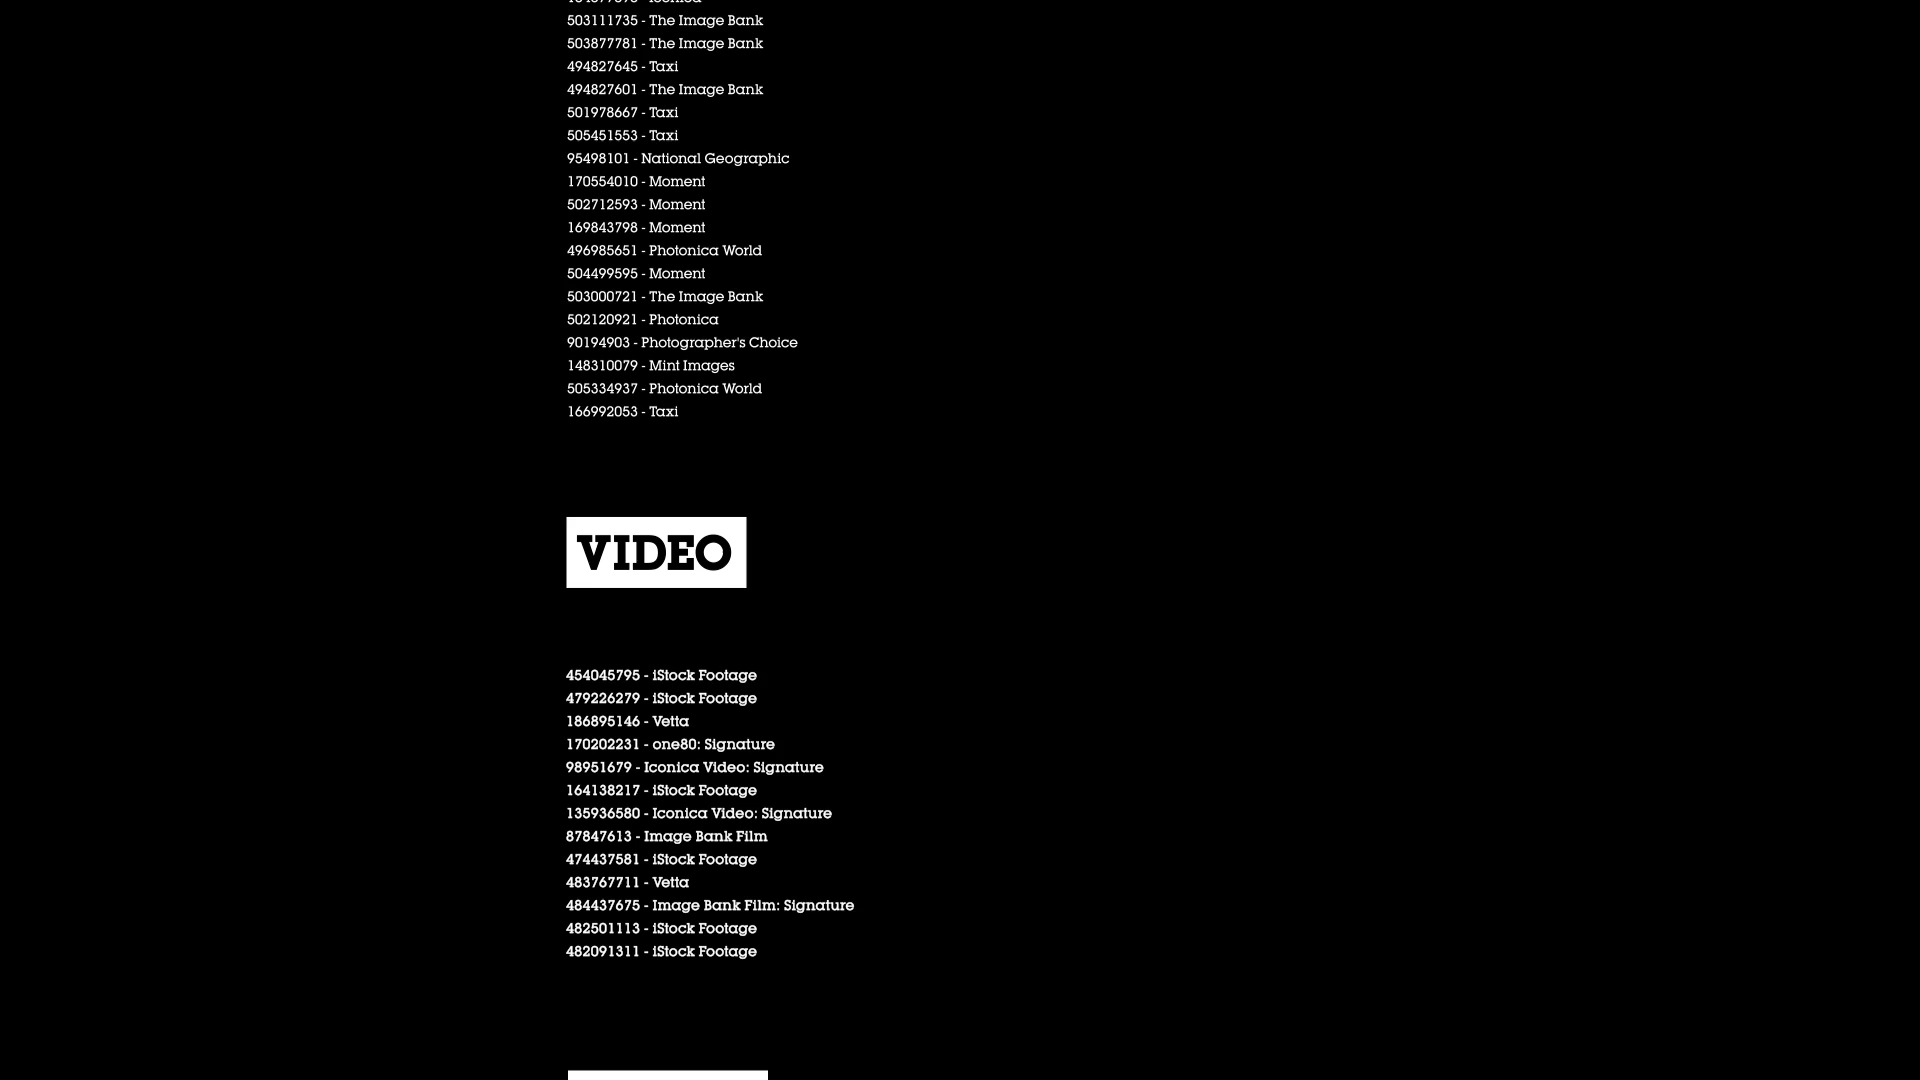 503111735 - The Image Bank
503877781 - The Image Bank
494827645 - Taxi
494827601 - The Image Bank
501978667 - Taxi
505451553 - Taxi
95498101 - National Geographic
170554010 - Moment
502712593 - Moment
169843798 - Moment
496985651 - Photonica World
504499595 - Moment
503000721 - The Image Bank
502120921 - Photonica
90194903 - Photographer's Choice
148310079 - Mint Images
505334937 - Photonica World
166992053 - Taxi
VIDEO
454045795 - iStock Footage
479226279 - iStock Footage
186895146 - Vetta
170202231 - one80: Signature
98951679 - Iconica Video: Signature
164138217 - iStock Footage
135936580 - Iconica Video: Signature
87847613 - Image Bank Film
474437581 - iStock Footage
483767711 - Vetta
484437675 - Image Bank Film: Signature
482501113 - iStock Footage
482091311 - iStock Footage